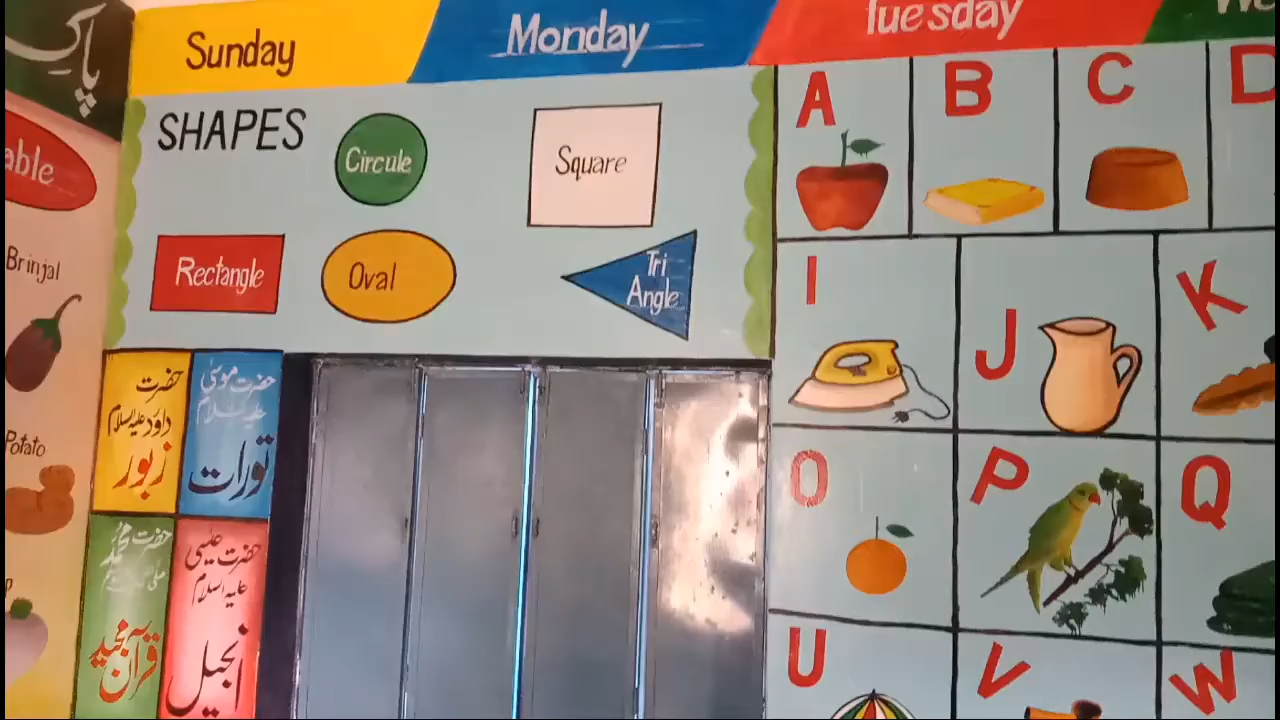 پاکِ
Sunday
Monday
Tuesday
able
SHAPES
Circule
Square
Rectangle
Oval
Tri
Angle
Brinjal
Potato
A
B
C
D
I
J
K
O
P
Q
U
V
W
حضرت
داؤد علیہ السلام
زبور
حضرت موسیٰ
علیہ السلام
تورات
حضرت محمدؐ
قرآن مجید
حضرت عیسیٰ
علیہ السلام
انجیل